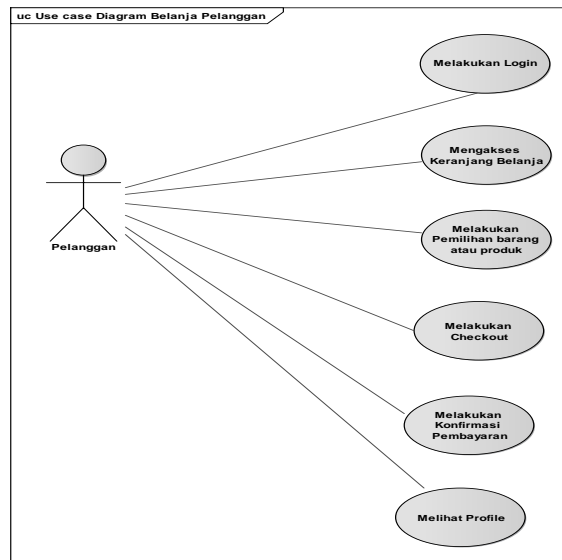 uc Use case Diagram Belanja Pelanggan
Melakukan Login
Mengakses
Keranjang Belanja
Melakukan
Pemilihan barang
atau produk
Pelanggan
Melakukan
Checkout
Melakukan
Konfirmasi
Pembayaran
Melihat Profile